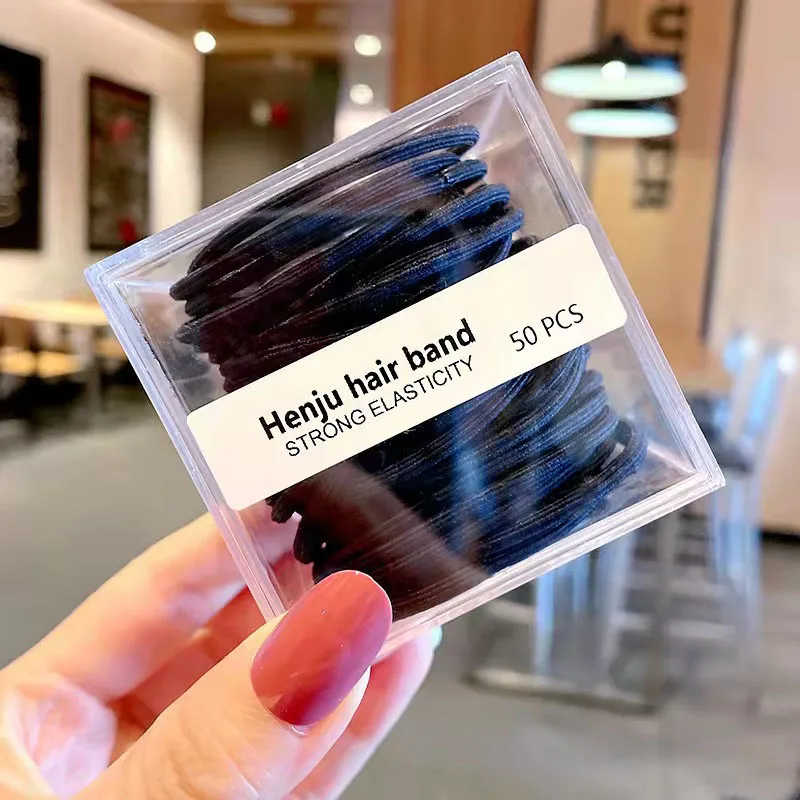 Henju hair band
STRONG ELASTICITY
50 PCS